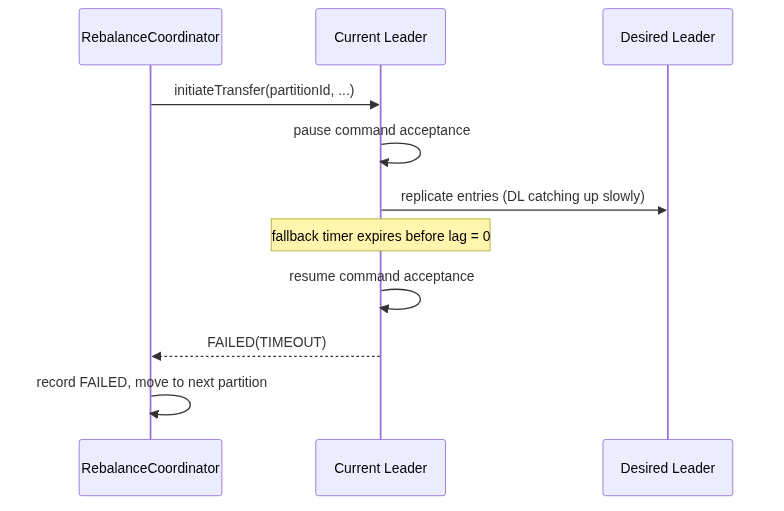 RebalanceCoordinator
Current Leader
Desired Leader
initiateTransfer(partitionId, ...)
pause command acceptance
replicate entries (DL catching up slowly)
fallback timer expires before lag = 0
resume command acceptance
FAILED(TIMEOUT)
record FAILED, move to next partition
RebalanceCoordinator
Current Leader
Desired Leader